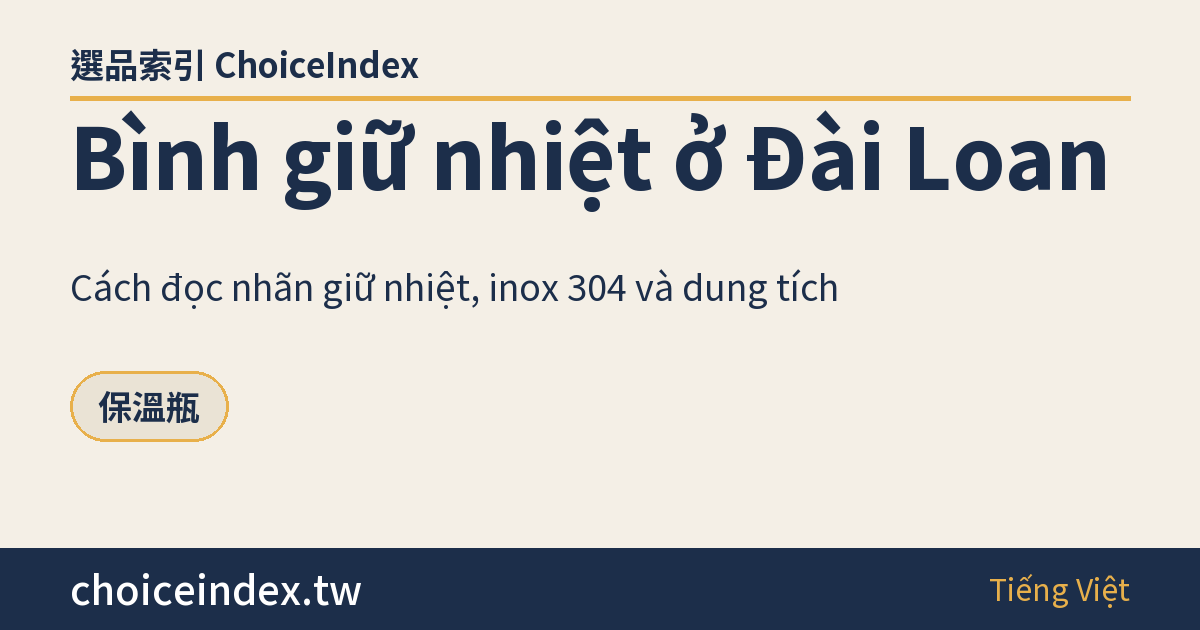 選品索引 ChoiceIndex
Bình giữ nhiệt ở Đài Loan
Cách đọc nhãn giữ nhiệt, inox 304 và dung tích
保溫瓶
choiceindex.tw
Tiếng Việt